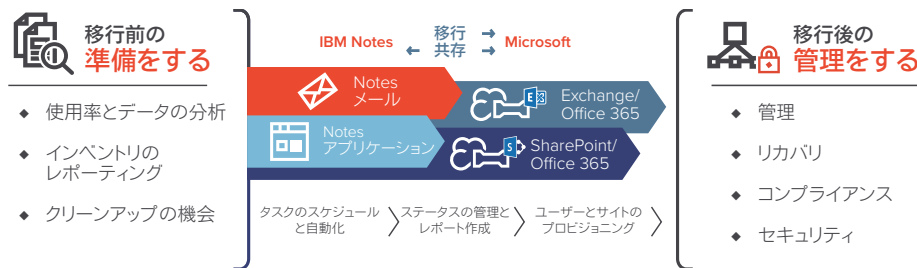 移行前の
準備をする
◆ 使用率とデータの分析
◆ インベントリの
レポーティング
◆ クリーンアップの機会
IBM Notes ← 移行 → Microsoft
共存 →
Notes
メール
Exchange/
Office 365
Notes
アプリケーション
SharePoint/
Office 365
タスクのスケジュール
と自動化
ステータスの管理と
レポート作成
ユーザーとサイトの
プロビジョニング
移行後の
管理をする
◆ 管理
◆ リカバリ
◆ コンプライアンス
◆ セキュリティ